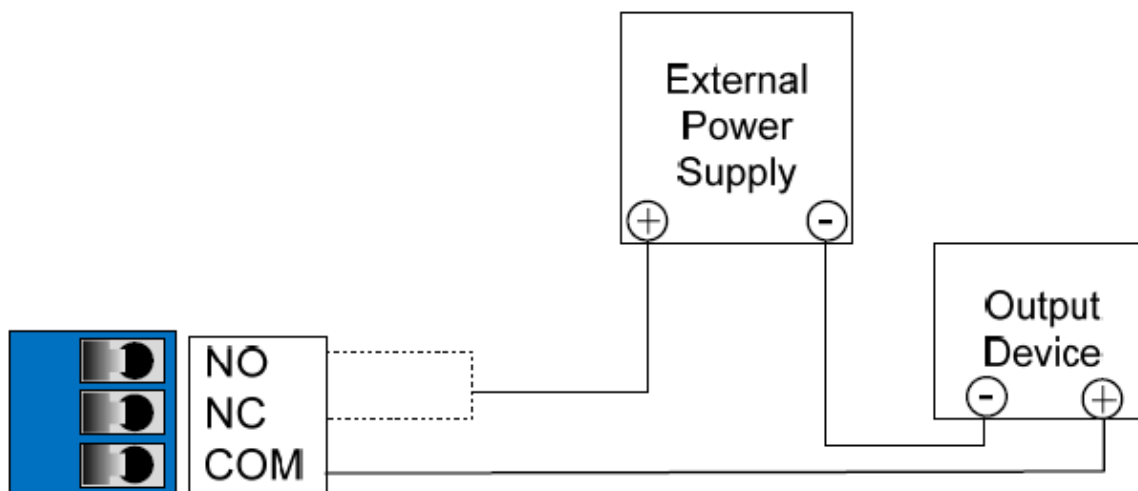 External
Power
Supply
+
-
Output
Device
-
+
NO
NC
COM